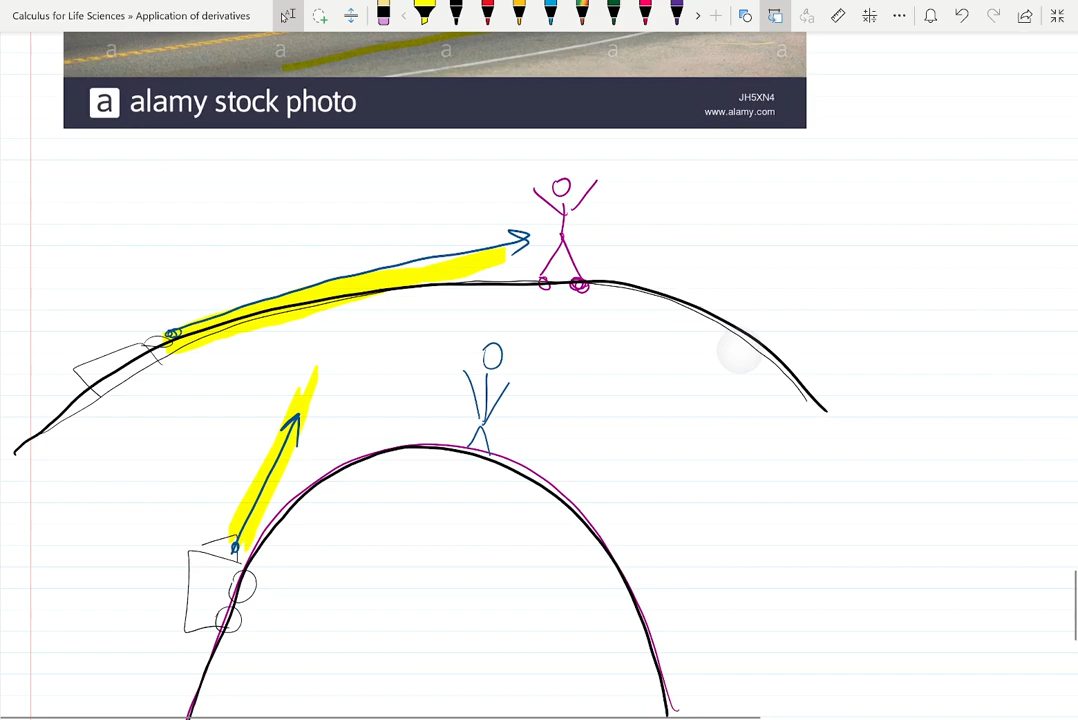 Calculus for Life Sciences » Application of derivatives
a a a a a
a alamy stock photo
JH5XN4
www.alamy.com